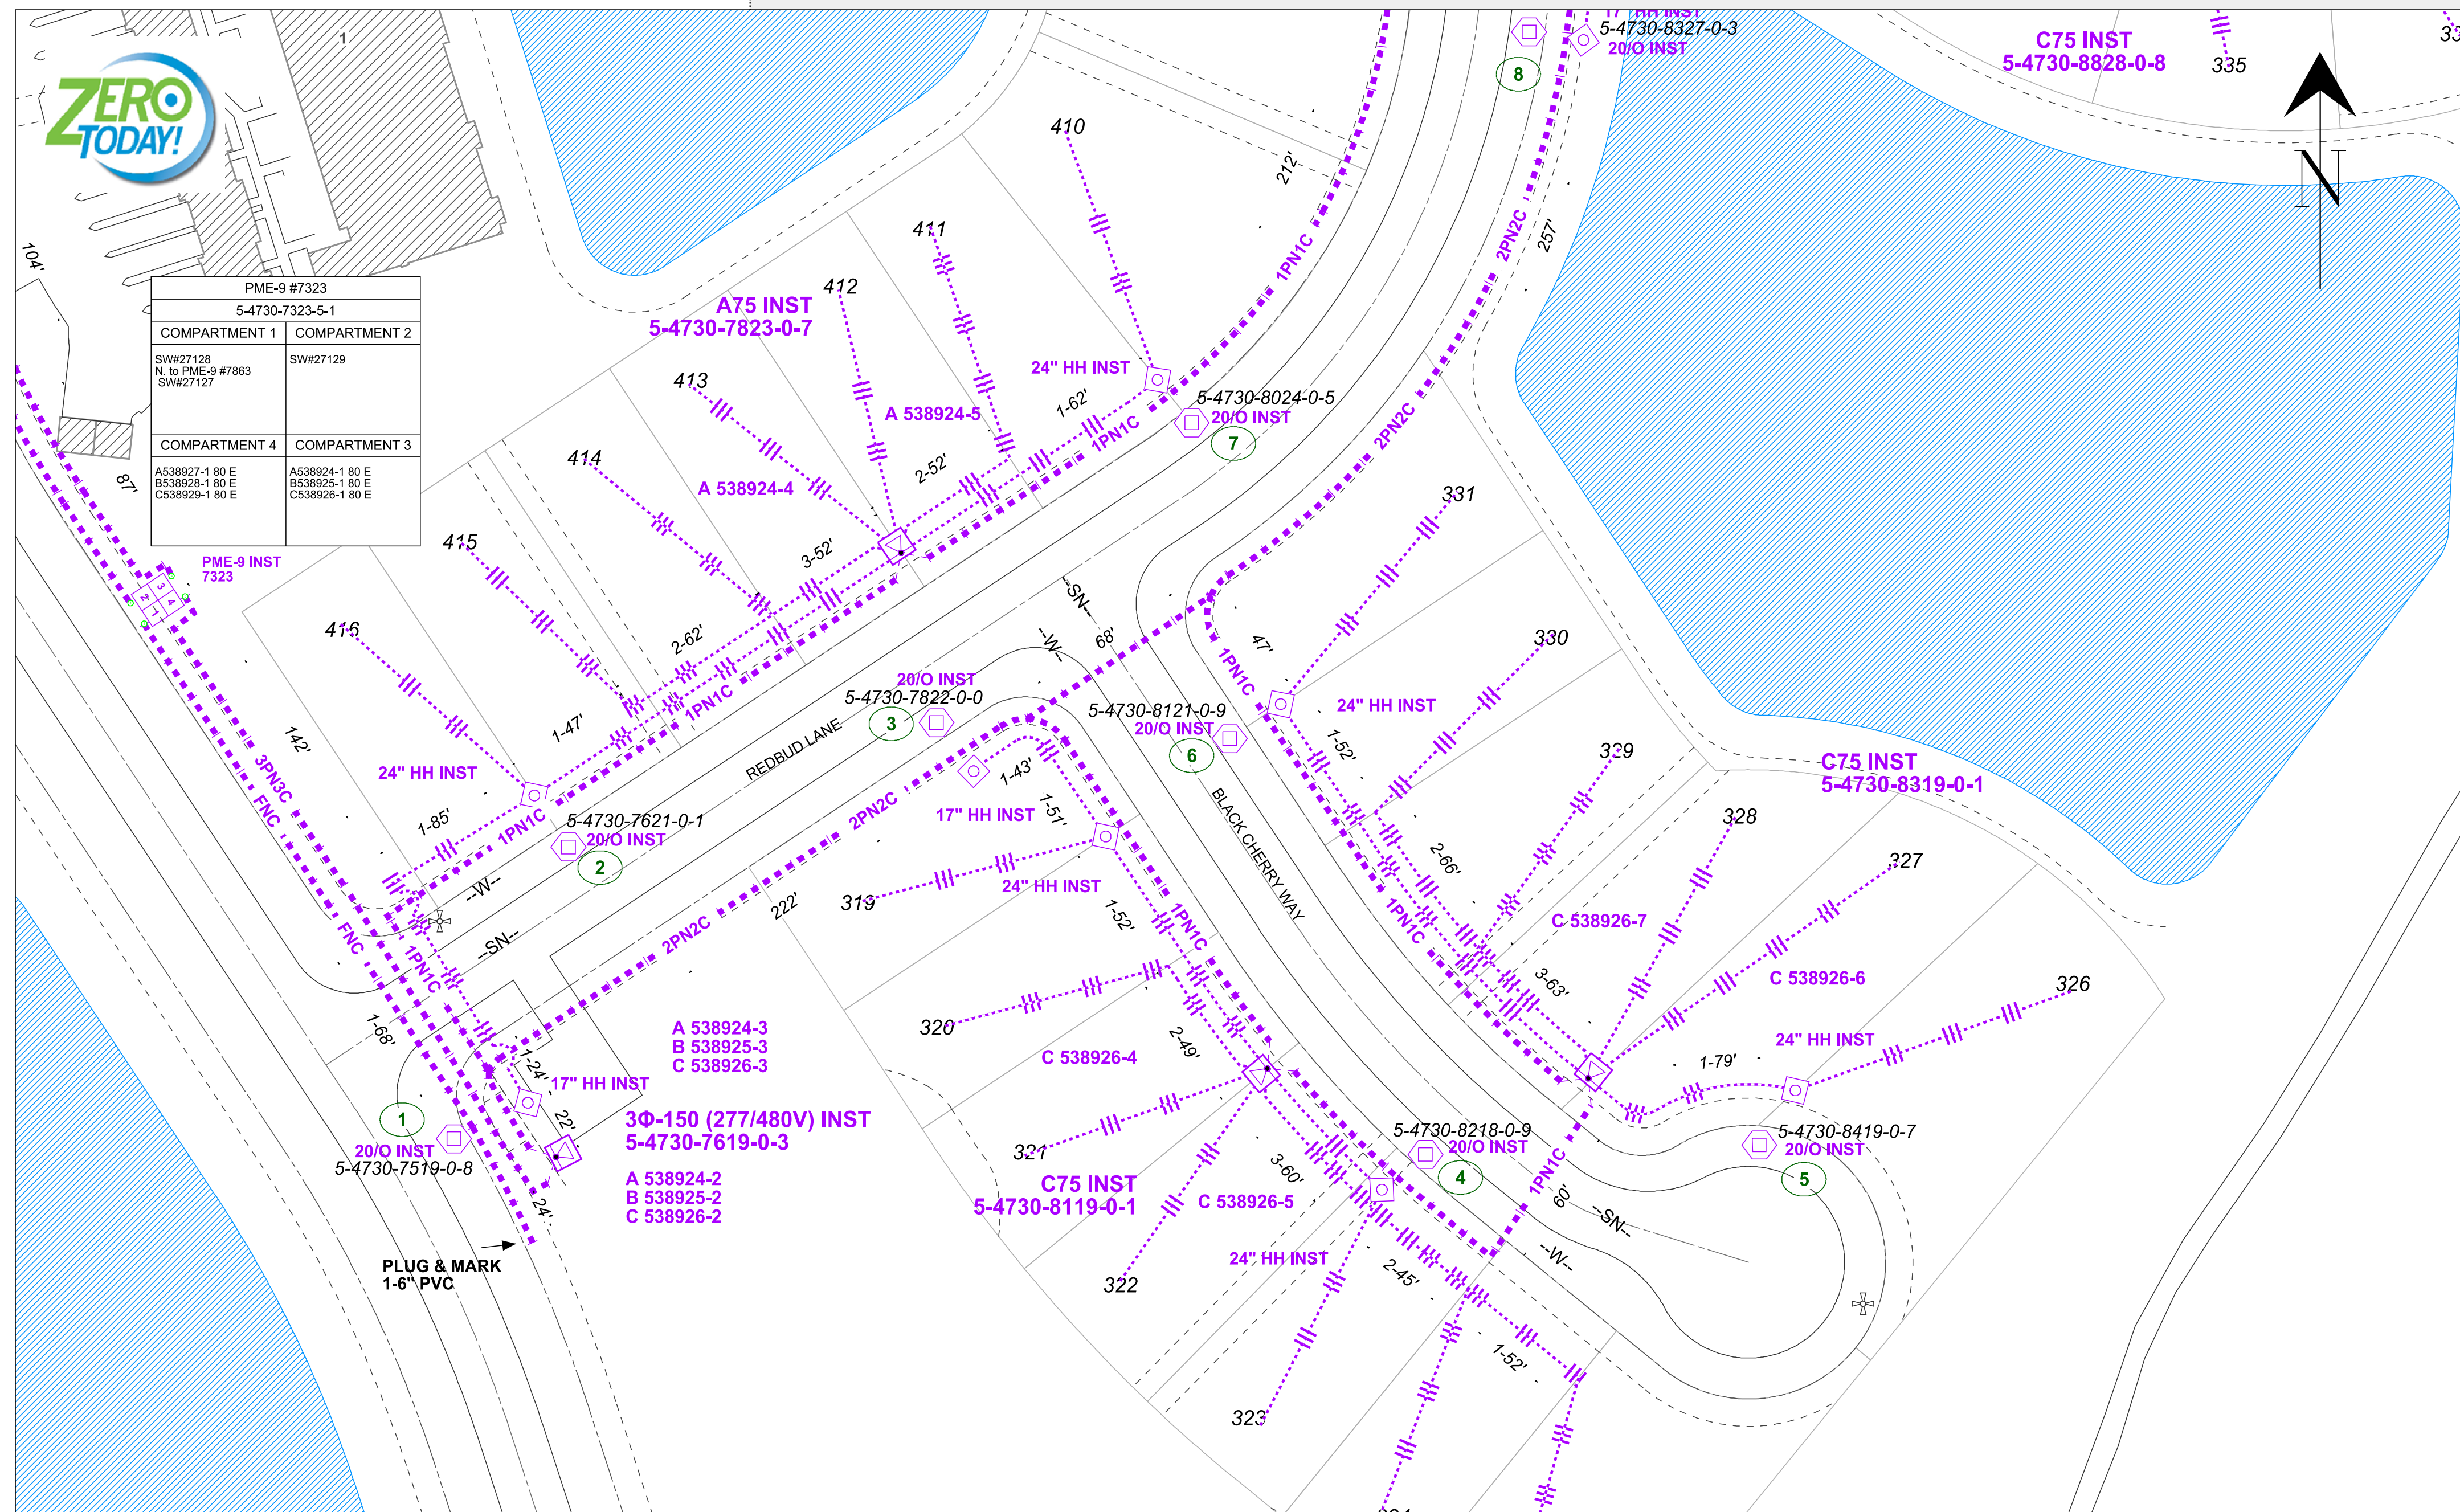 ZERO
TODAY!
1
17" HH INST
5-4730-8327-0-3
20/O INST
8
C75 INST
5-4730-8828-0-8
335
N
410
212'
411
1PN1C
2PN2C
257'
104'
PME-9 #7323
5-4730-7323-5-1
COMPARTMENT 1
COMPARTMENT 2
SW#27128
N, to PME-9 #7863
SW#27127
SW#27129
COMPARTMENT 4
COMPARTMENT 3
A538927-1 80 E
B538928-1 80 E
C538929-1 80 E
A538924-1 80 E
B538925-1 80 E
C538926-1 80 E
87'
PME-9 INST
7323
3
2
4
1
A75 INST
5-4730-7823-0-7
412
413
24" HH INST
1-62'
5-4730-8024-0-5
20/O INST
7
A 538924-5
1PN1C
2PN2C
414
2-52'
A 538924-4
331
415
3-52'
416
2-62'
--SN--
--W--
68'
47'
330
1PN1C
20/O INST
5-4730-7822-0-0
3
1PN1C
5-4730-8121-0-9
20/O INST
6
24" HH INST
1-47'
REDBUD LANE
142'
3PN3C
FNC
24" HH INST
1-52'
329
C75 INST
5-4730-8319-0-1
1-43'
17" HH INST
1-51'
2PN2C
BLACK CHERRY WAY
328
1-85'
1PN1C
5-4730-7621-0-1
20/O INST
2
2-66'
327
24" HH INST
319
222'
--W--
--SN--
2PN2C
FNC
1PN1C
1-52'
1PN1C
1PN1C
C 538926-7
C 538926-6
326
3-63'
1-68'
320
C 538926-4
2-49'
A 538924-3
B 538925-3
C 538926-3
1-24'
17" HH INST
24" HH INST
1-79'
1
22'
3Φ-150 (277/480V) INST
5-4730-7619-0-3
20/O INST
5-4730-7519-0-8
321
A 538924-2
B 538925-2
C 538926-2
24'
3-60'
C75 INST
5-4730-8119-0-1
C 538926-5
5-4730-8218-0-9
20/O INST
4
1PN1C
60'
5-4730-8419-0-7
20/O INST
5
--SN--
--W--
PLUG & MARK
1-6" PVC
322
24" HH INST
2-45'
1-52'
323